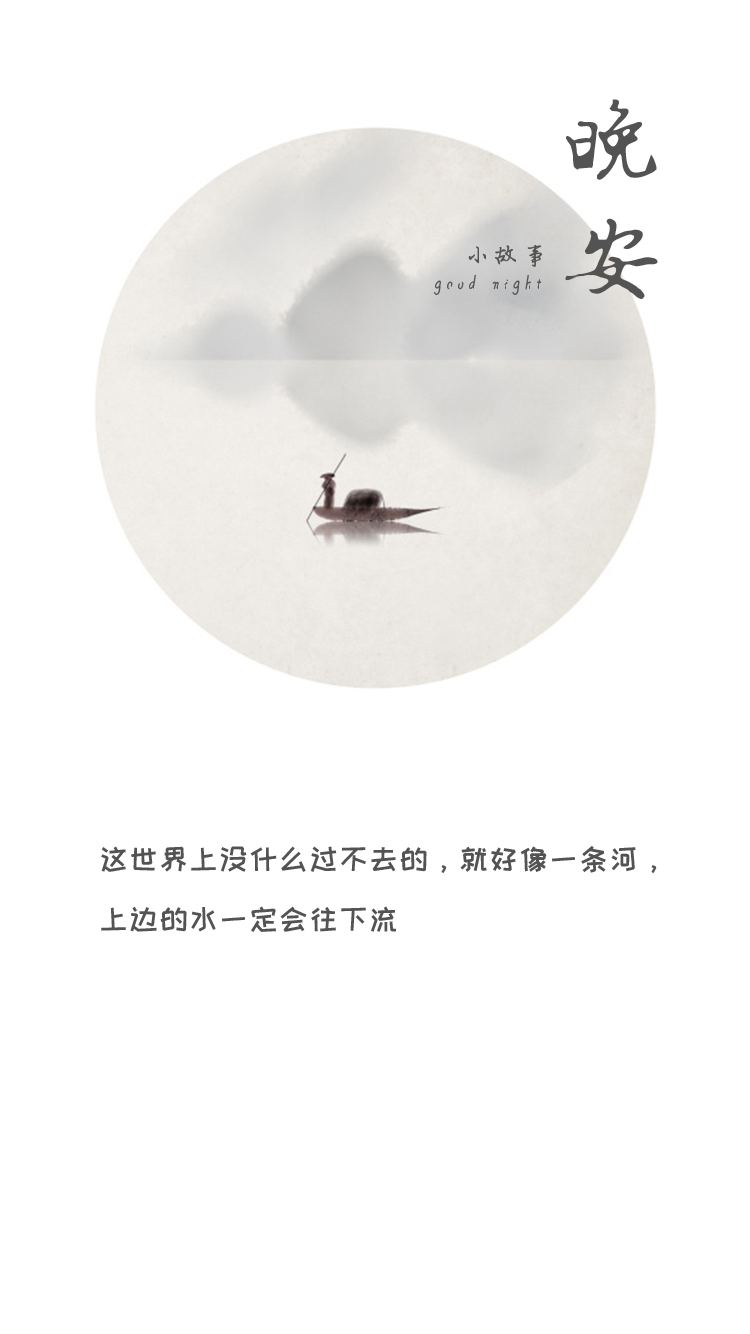 晚安
小故事
good night
这世界上没什么过不去的，就好像一条河，
上边的水一定会往下流